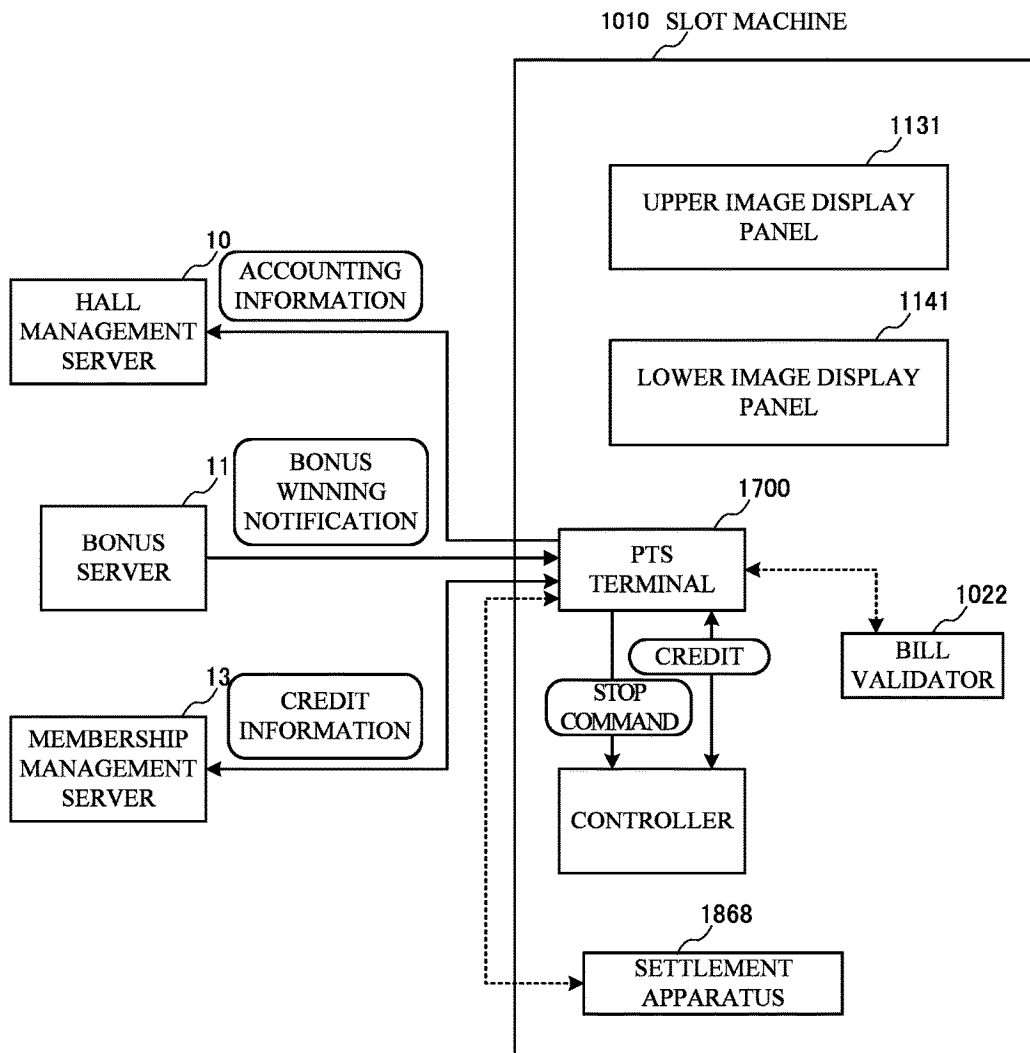 1010 SLOT MACHINE
1131
UPPER IMAGE DISPLAY
PANEL
10
ACCOUNTING
INFORMATION
HALL
MANAGEMENT
SERVER
1141
LOWER IMAGE DISPLAY
PANEL
11
BONUS
WINNING
NOTIFICATION
BONUS
SERVER
1700
PTS
TERMINAL
1022
BILL
VALIDATOR
CREDIT
STOP
COMMAND
13
CREDIT
INFORMATION
MEMBERSHIP
MANAGEMENT
SERVER
CONTROLLER
1868
SETTLEMENT
APPARATUS